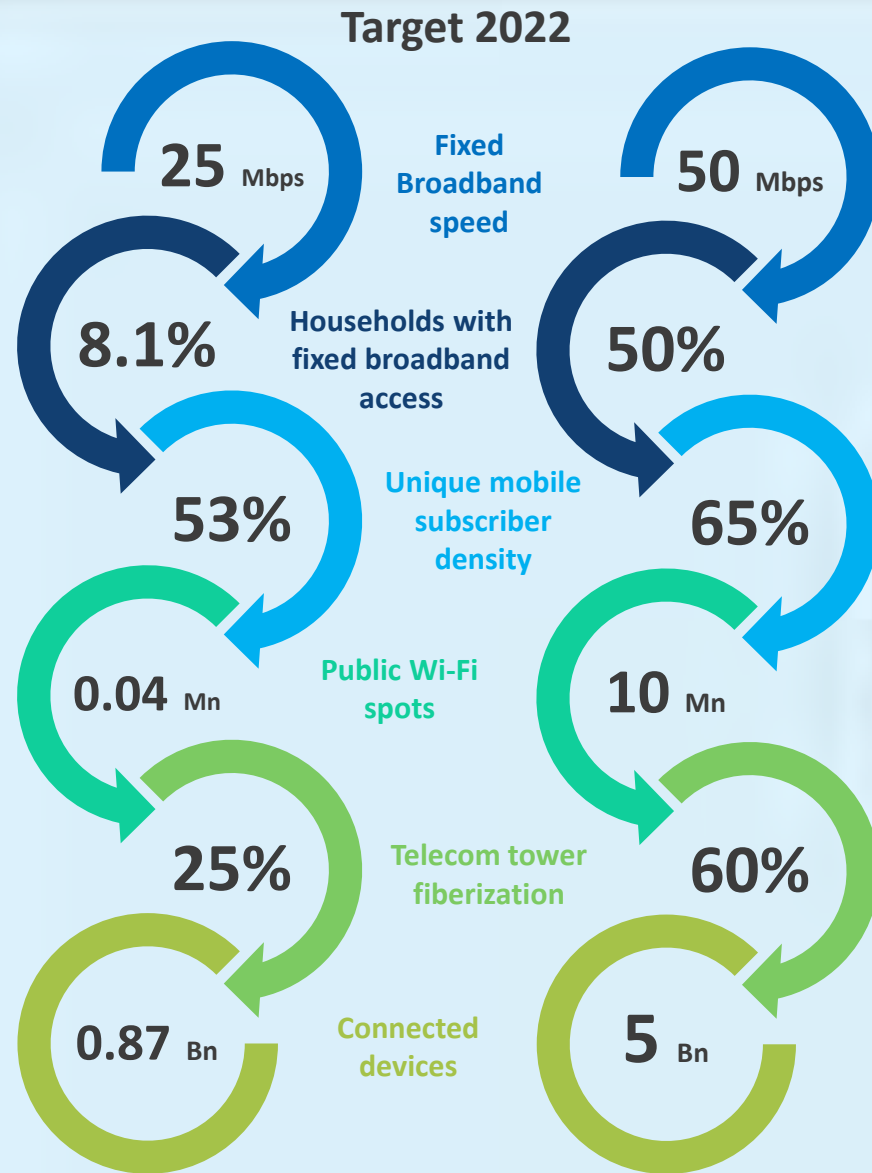 Target 2022
25 Mbps
Fixed
Broadband
speed
50 Mbps
8.1%
Households with
fixed broadband
access
50%
53%
Unique mobile
subscriber
density
65%
0.04 Mn
Public Wi-Fi
spots
10 Mn
25%
Telecom tower
fiberization
60%
0.87 Bn
Connected
devices
5 Bn